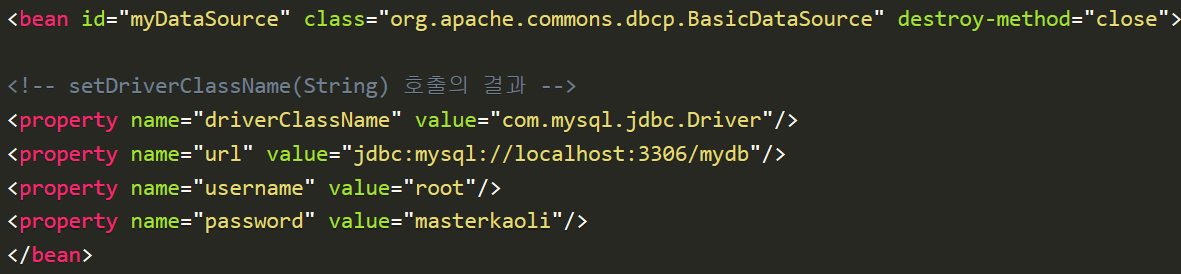 <bean id="myDataSource" class="org.apache.commons.dbcp.BasicDataSource" destroy-method="close">
<!-- setDriverClassName(String) 호출의 결과 -->
<property name="driverClassName" value="com.mysql.jdbc.Driver"/>
<property name="url" value="jdbc:mysql://localhost:3306/mydb"/>
<property name="username" value="root"/>
<property name="password" value="masterkaoli"/>
</bean>